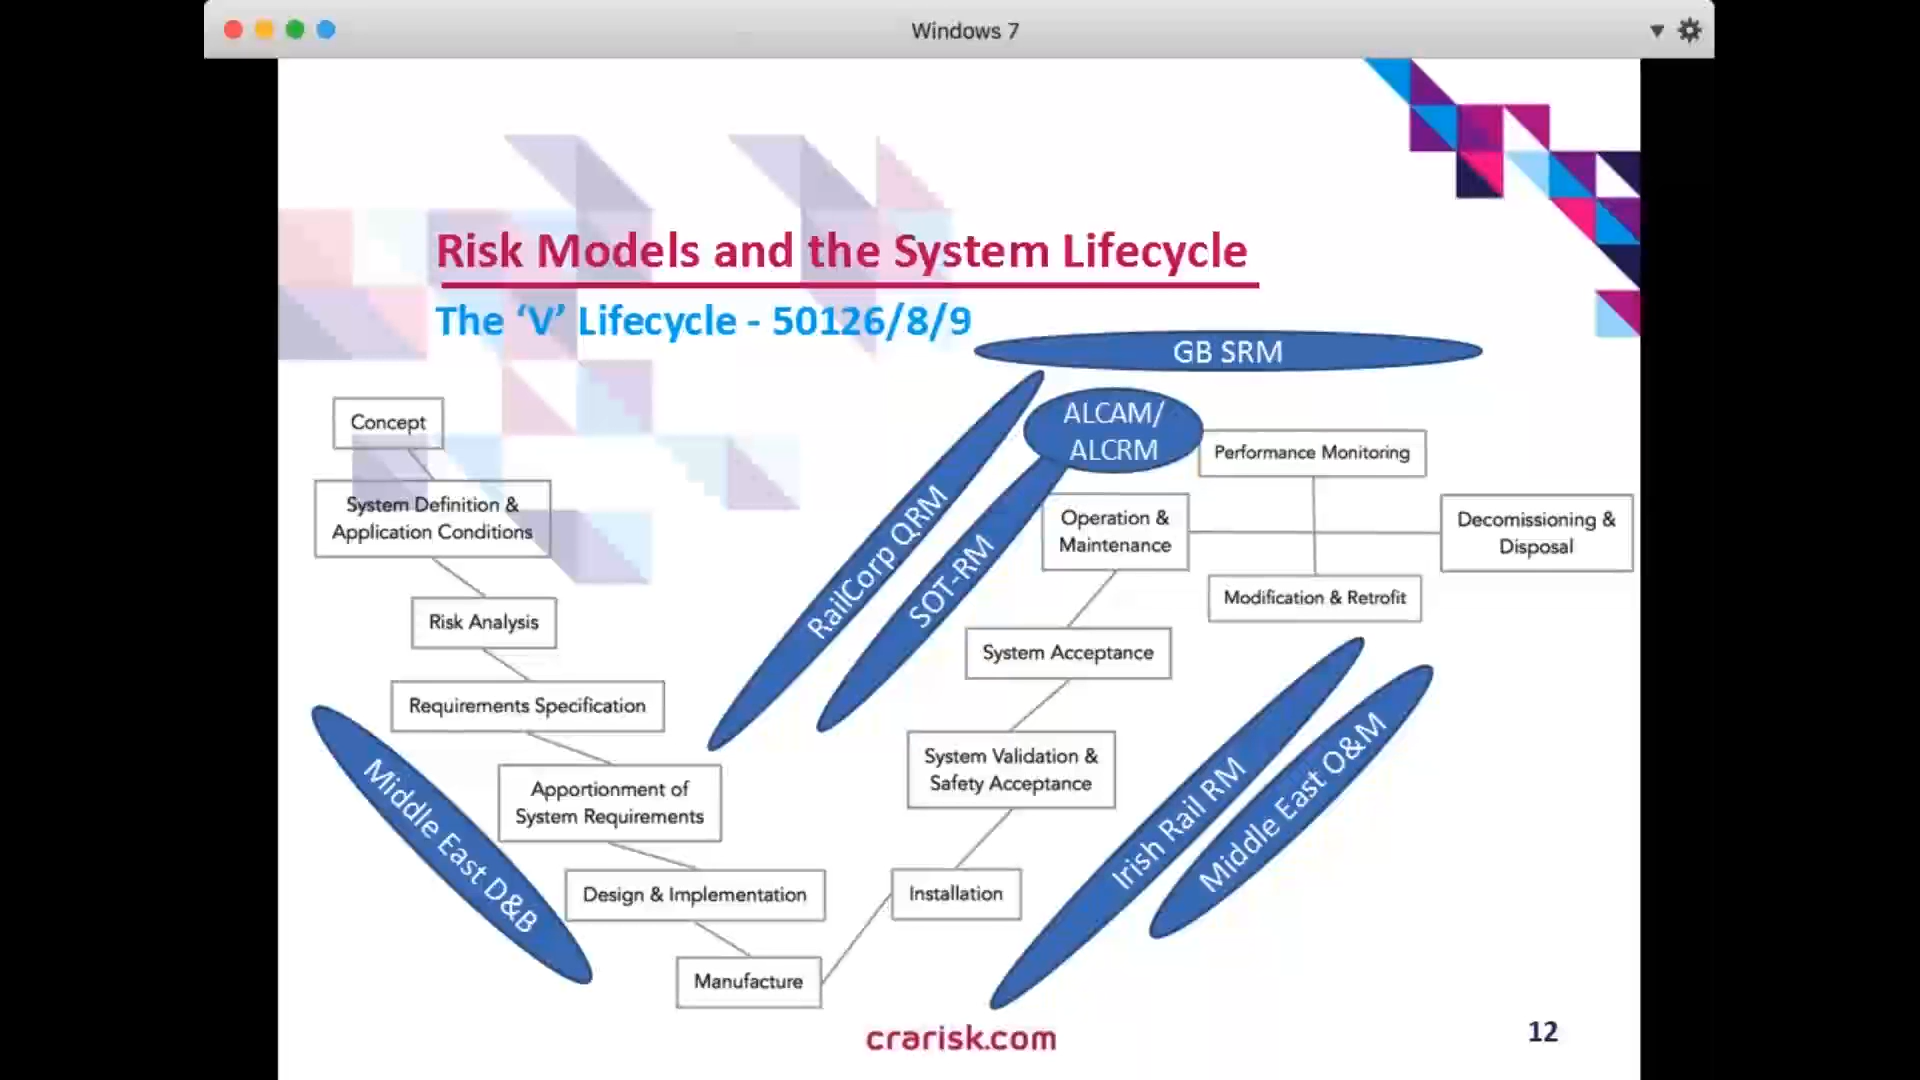 Windows 7
Risk Models and the System Lifecycle
The ‘V’ Lifecycle - 50126/8/9
GB SRM
ALCAM/
ALCRM
RailCorp QRM
SOT-RM
Concept
System Definition &
Application Conditions
Risk Analysis
Requirements Specification
Apportionment of
System Requirements
Design & Implementation
Manufacture
Middle East D&B
Installation
System Validation &
Safety Acceptance
System Acceptance
Operation &
Maintenance
Performance Monitoring
Modification & Retrofit
Decomissioning &
Disposal
Irish Rail RM
Middle East O&M
crarisk.com
12